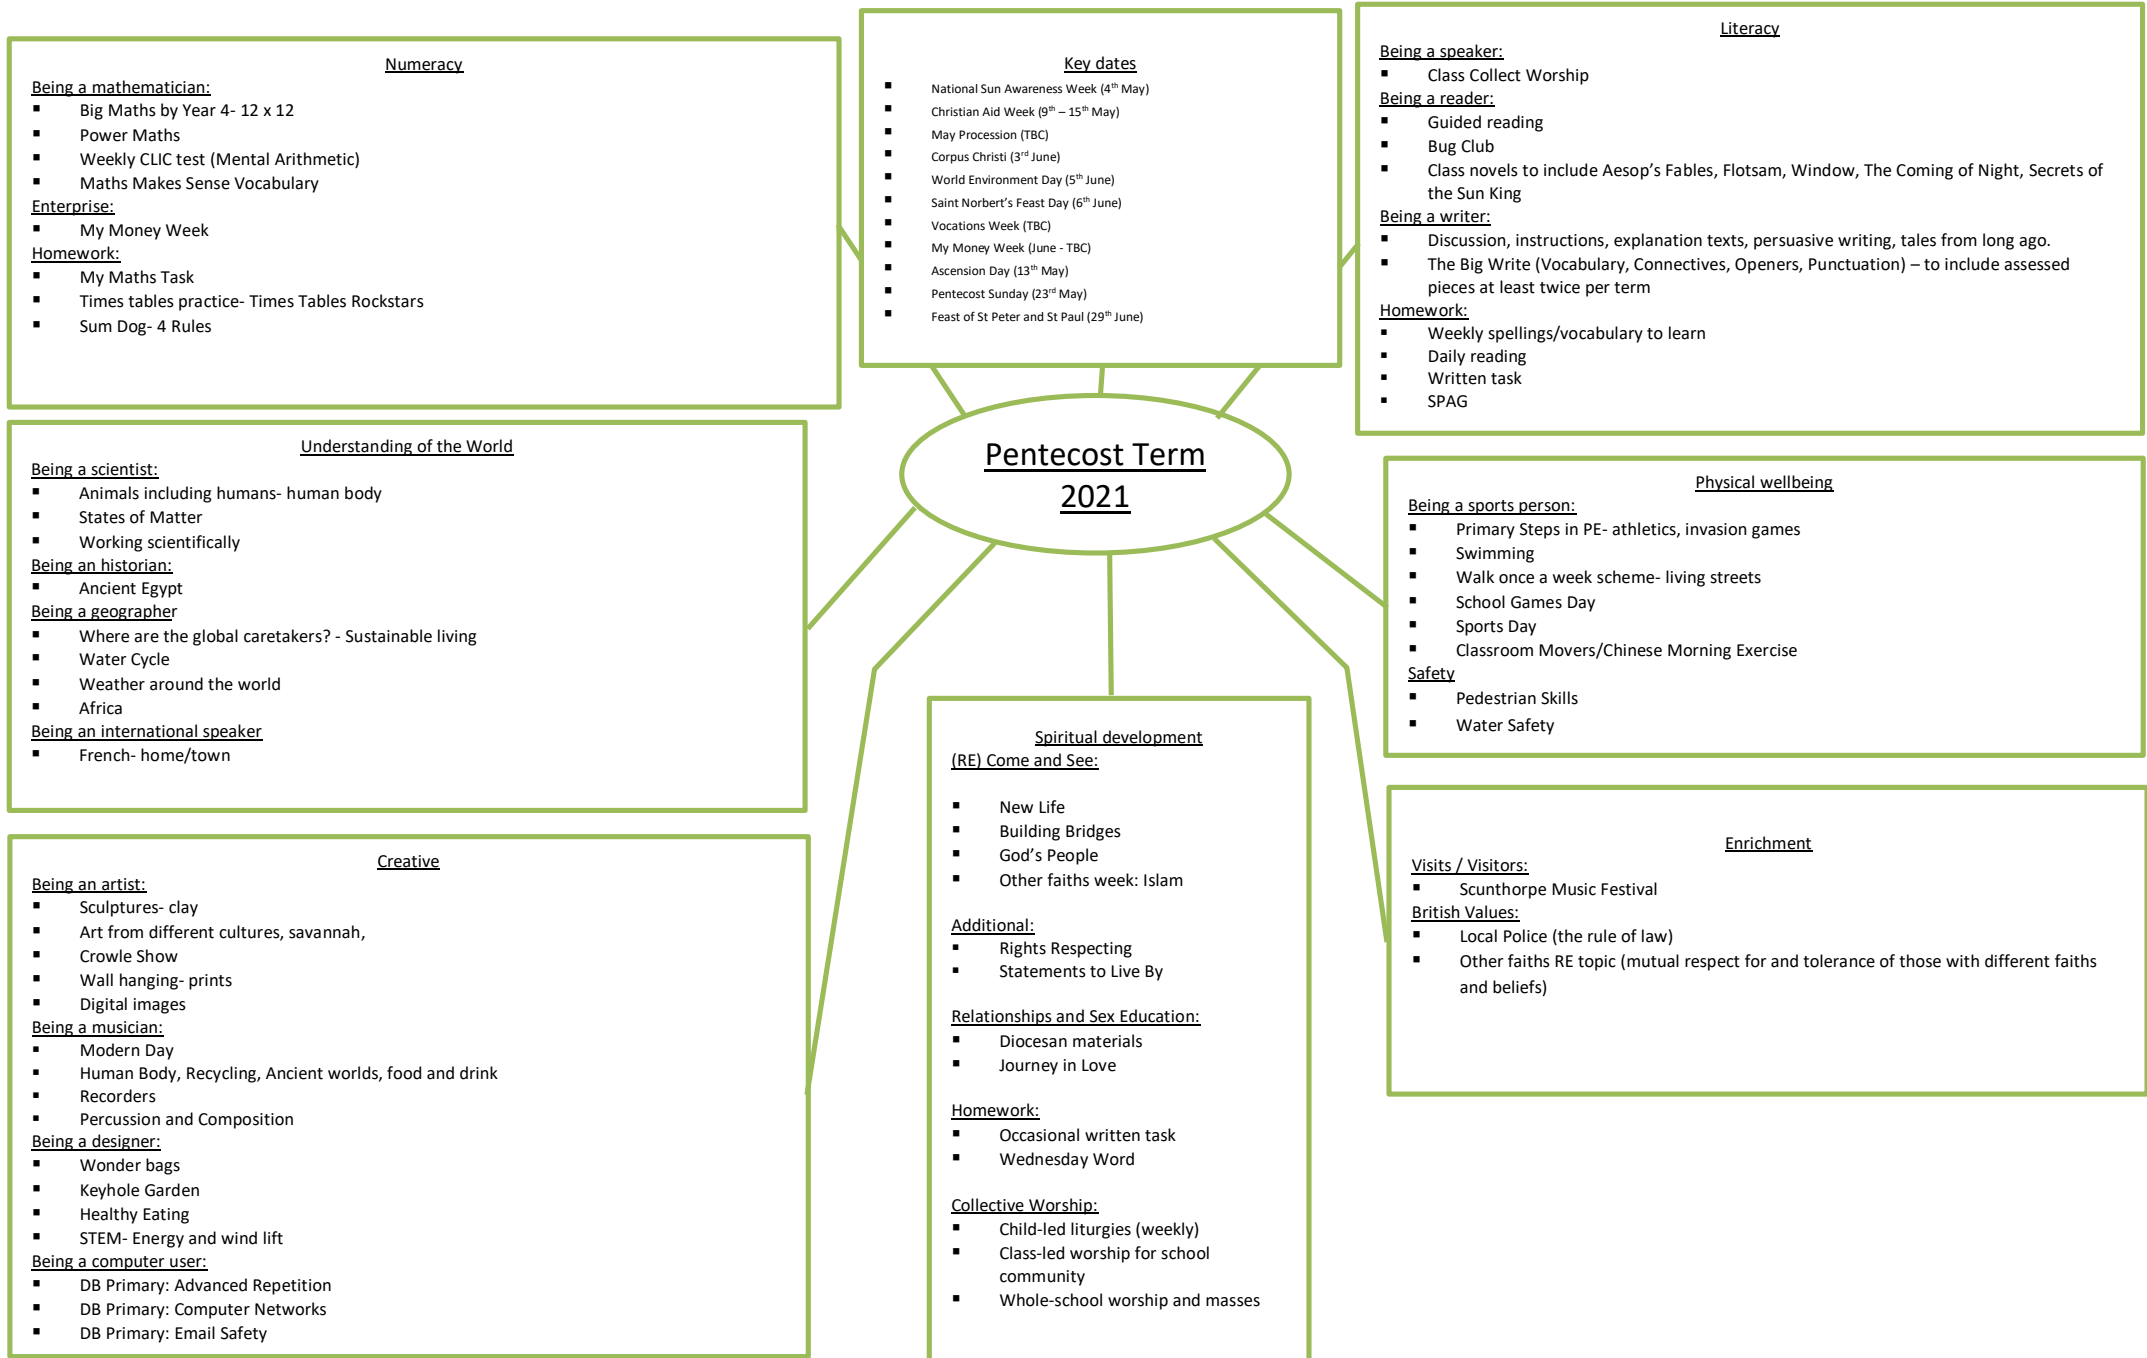 Numeracy
Being a mathematician:
▪ Big Maths by Year 4- 12 x 12
▪ Power Maths
▪ Weekly CLIC test (Mental Arithmetic)
▪ Maths Makes Sense Vocabulary
Enterprise:
▪ My Money Week
Homework:
▪ My Maths Task
▪ Times tables practice- Times Tables Rockstars
▪ Sum Dog- 4 Rules
Key dates
▪ National Sun Awareness Week (4th May)
▪ Christian Aid Week (9th – 15th May)
▪ May Procession (TBC)
▪ Corpus Christi (3rd June)
▪ World Environment Day (5th June)
▪ Saint Norbert's Feast Day (6th June)
▪ Vocations Week (TBC)
▪ My Money Week (June - TBC)
▪ Ascension Day (13th May)
▪ Pentecost Sunday (23rd May)
▪ Feast of St Peter and St Paul (29th June)
Literacy
Being a speaker:
▪ Class Collect Worship
Being a reader:
▪ Guided reading
▪ Bug Club
▪ Class novels to include Aesop's Fables, Flotsam, Window, The Coming of Night, Secrets of
the Sun King
Being a writer:
▪ Discussion, instructions, explanation texts, persuasive writing, tales from long ago.
▪ The Big Write (Vocabulary, Connectives, Openers, Punctuation) – to include assessed
pieces at least twice per term
Homework:
▪ Weekly spellings/vocabulary to learn
▪ Daily reading
▪ Written task
▪ SPAG
Pentecost Term
2021
Understanding of the World
Being a scientist:
▪ Animals including humans- human body
▪ States of Matter
▪ Working scientifically
Being an historian:
▪ Ancient Egypt
Being a geographer
▪ Where are the global caretakers? - Sustainable living
▪ Water Cycle
▪ Weather around the world
▪ Africa
Being an international speaker
▪ French- home/town
Physical wellbeing
Being a sports person:
▪ Primary Steps in PE- athletics, invasion games
▪ Swimming
▪ Walk once a week scheme- living streets
▪ School Games Day
▪ Sports Day
▪ Classroom Movers/Chinese Morning Exercise
Safety
▪ Pedestrian Skills
▪ Water Safety
Creative
Being an artist:
▪ Sculptures- clay
▪ Art from different cultures, savannah,
▪ Crowle Show
▪ Wall hanging- prints
▪ Digital images
Being a musician:
▪ Modern Day
▪ Human Body, Recycling, Ancient worlds, food and drink
▪ Recorders
▪ Percussion and Composition
Being a designer:
▪ Wonder bags
▪ Keyhole Garden
▪ Healthy Eating
▪ STEM- Energy and wind lift
Being a computer user:
▪ DB Primary: Advanced Repetition
▪ DB Primary: Computer Networks
▪ DB Primary: Email Safety
Spiritual development
(RE) Come and See:
▪ New Life
▪ Building Bridges
▪ God's People
▪ Other faiths week: Islam
Additional:
▪ Rights Respecting
▪ Statements to Live By
Relationships and Sex Education:
▪ Diocesan materials
▪ Journey in Love
Homework:
▪ Occasional written task
▪ Wednesday Word
Collective Worship:
▪ Child-led liturgies (weekly)
▪ Class-led worship for school
community
▪ Whole-school worship and masses
Enrichment
Visits / Visitors:
▪ Scunthorpe Music Festival
British Values:
▪ Local Police (the rule of law)
▪ Other faiths RE topic (mutual respect for and tolerance of those with different faiths
and beliefs)